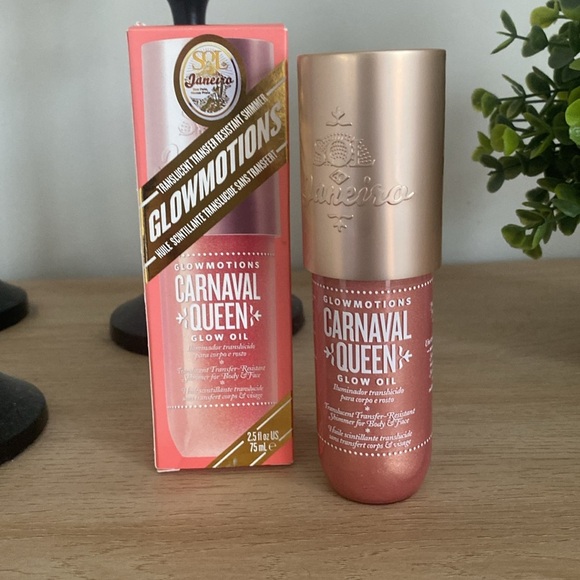 SOL
de
Janeiro
TRANSLUCENT TRANSFER RESISTANT SHIMMER
GLOWMOTIONS
HUILE SCINTILLANTE TRANSLUCIDE SANS TRANSFERT
GLOWMOTIONS
CARNAVAL
QUEEN
GLOW OIL
Iluminador translúcido
para corpo e rosto
Translucent Transfer-Resistant
Shimmer for Body & Face
Huile scintillante translucide
sans transfert corps & visage
2.5 fl oz US
75 mL ℮
SOL
de
Janeiro
GLOWMOTIONS
CARNAVAL
QUEEN
GLOW OIL
Iluminador translúcido
para corpo e rosto
Translucent Transfer-Resistant
Shimmer for Body & Face
Huile scintillante translucide
sans transfert corps & visage